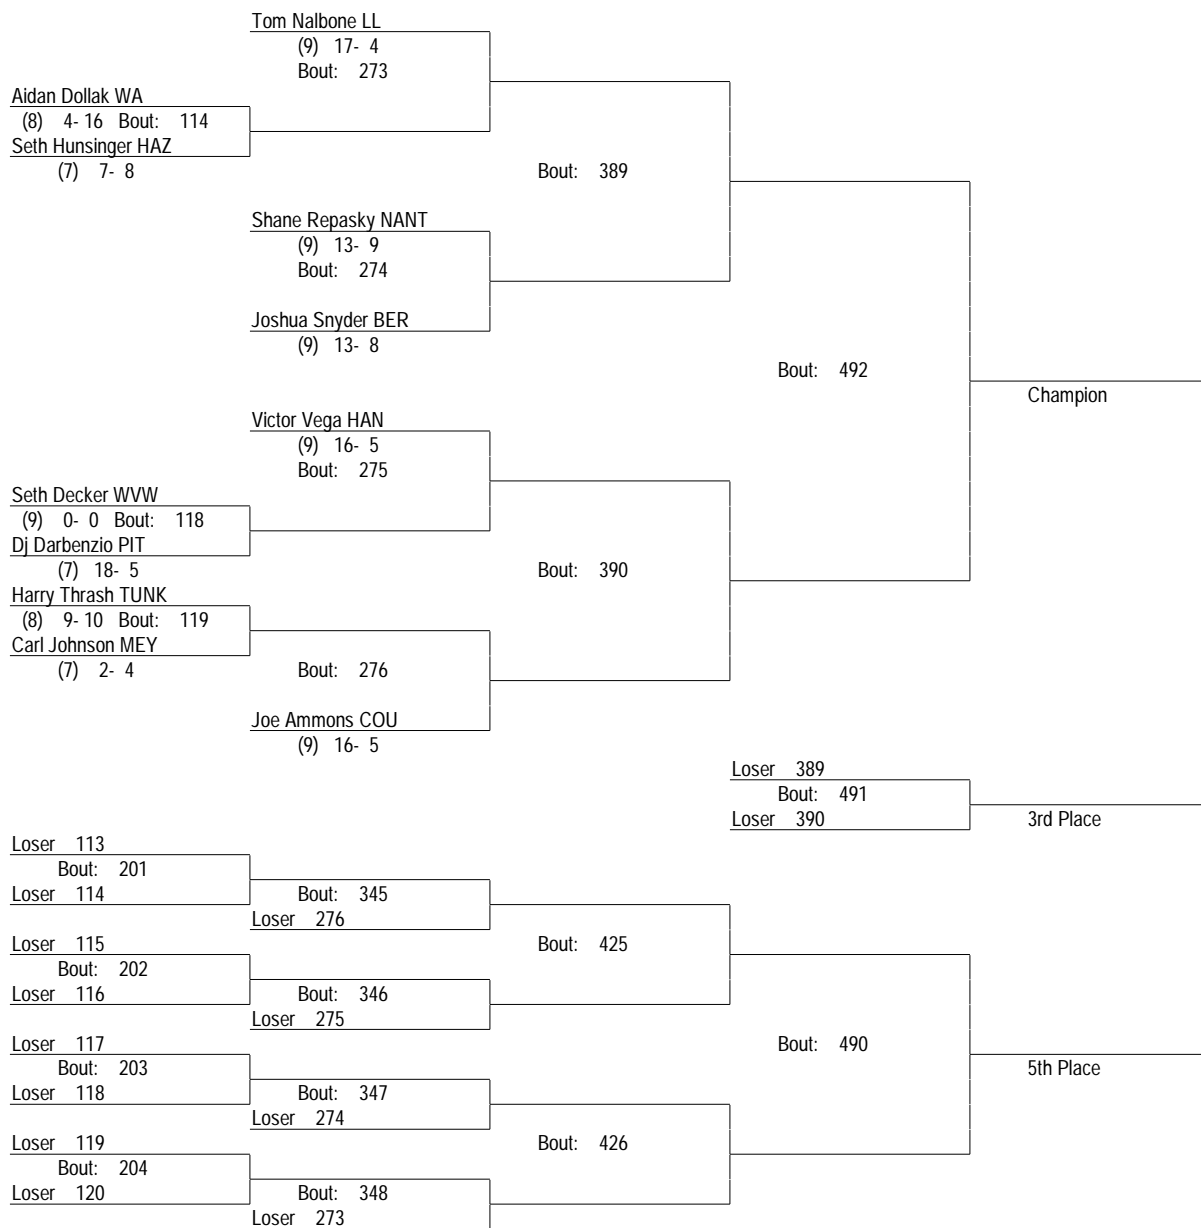 Tom Nalbone LL
(9) 17- 4
Bout: 273
Aidan Dollak WA
(8) 4- 16 Bout: 114
Seth Hunsinger HAZ
(7) 7- 8
Bout: 389
Shane Repasky NANT
(9) 13- 9
Bout: 274
Joshua Snyder BER
(9) 13- 8
Bout: 492
Champion
Victor Vega HAN
(9) 16- 5
Bout: 275
Seth Decker WVW
(9) 0- 0 Bout: 118
Dj Darbenzio PIT
(7) 18- 5
Bout: 390
Harry Thrash TUNK
(8) 9- 10 Bout: 119
Carl Johnson MEY
(7) 2- 4
Bout: 276
Joe Ammons COU
(9) 16- 5
Loser 389
Bout: 491
Loser 390
3rd Place
Loser 113
Bout: 201
Loser 114
Bout: 345
Loser 276
Bout: 425
Loser 115
Bout: 202
Loser 116
Bout: 346
Loser 275
Bout: 490
5th Place
Loser 117
Bout: 203
Loser 118
Bout: 347
Loser 274
Bout: 426
Loser 119
Bout: 204
Loser 120
Bout: 348
Loser 273